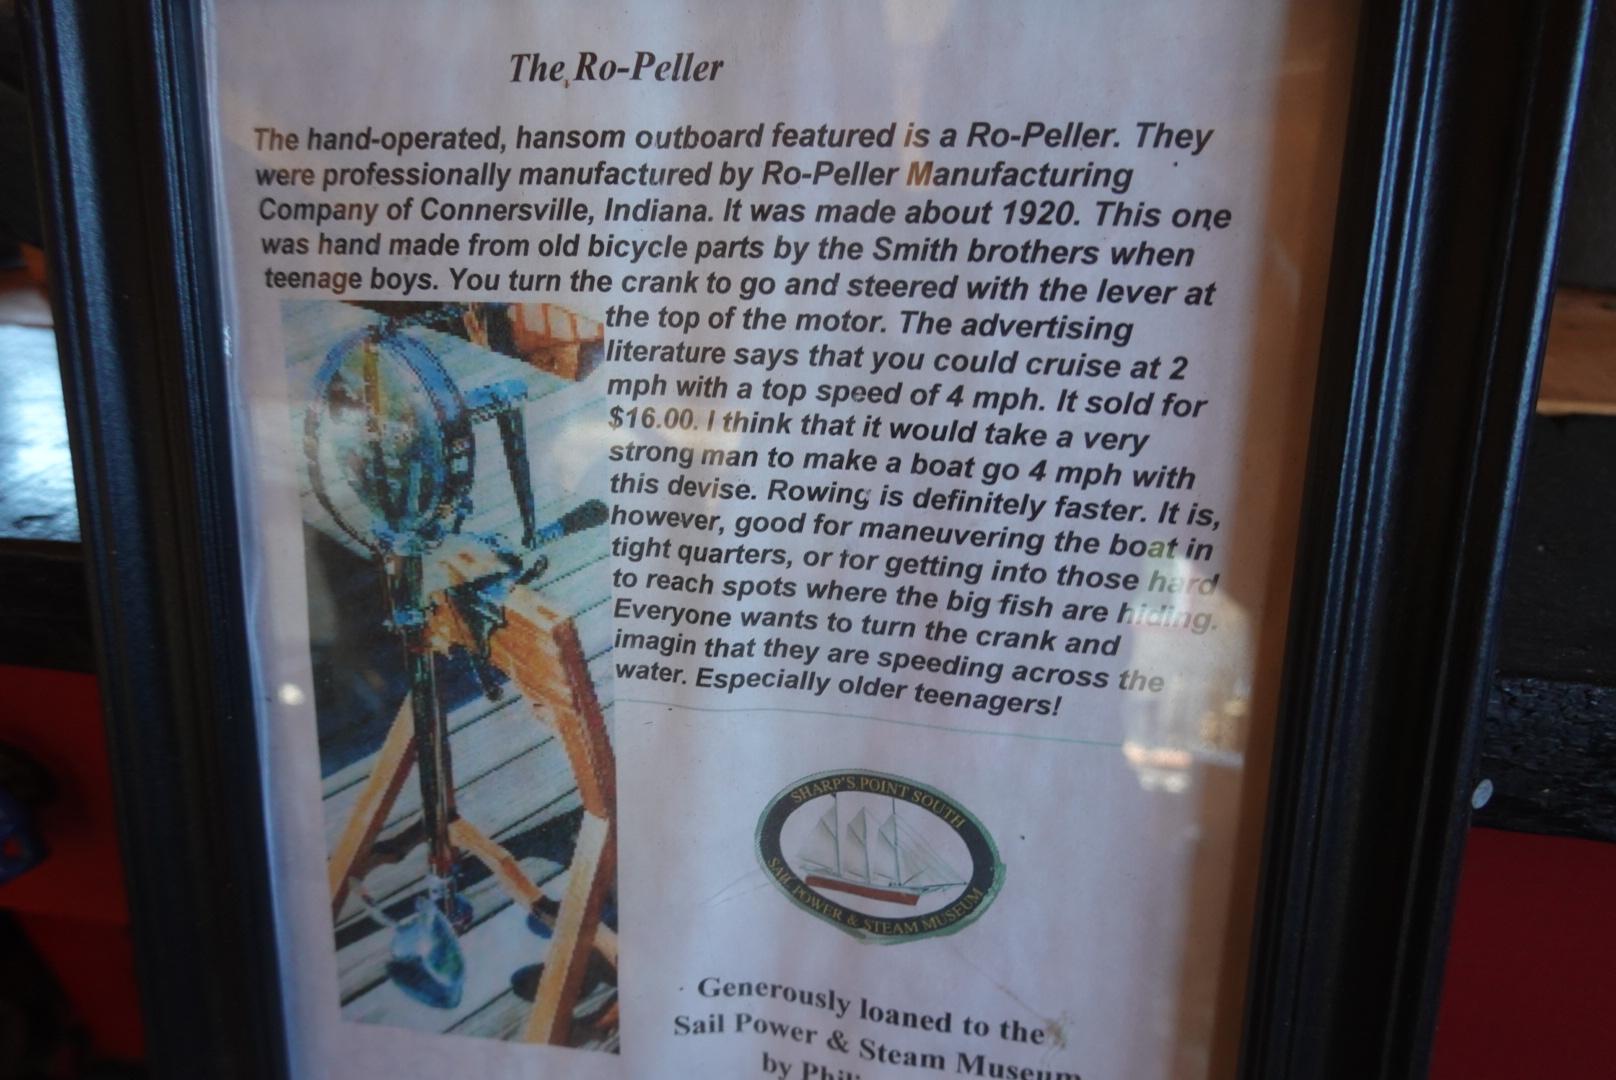 The Ro-Peller
The hand-operated, hansom outboard featured is a Ro-Peller. They
were professionally manufactured by Ro-Peller Manufacturing
Company of Connersville, Indiana. It was made about 1920. This one
was hand made from old bicycle parts by the Smith brothers when
teenage boys. You turn the crank to go and steered with the lever at
the top of the motor. The advertising
literature says that you could cruise at 2
mph with a top speed of 4 mph. It sold for
$16.00. I think that it would take a very
strong man to make a boat go 4 mph with
this devise. Rowing is definitely faster. It is,
however, good for maneuvering the boat in
tight quarters, or for getting into those hard
to reach spots where the big fish are hiding.
Everyone wants to turn the crank and
imagin that they are speeding across the
water. Especially older teenagers!
SHARP'S POINT SOUTH
SAIL POWER & STEAM MUSEUM
Generously loaned to the
Sail Power & Steam Museum
by